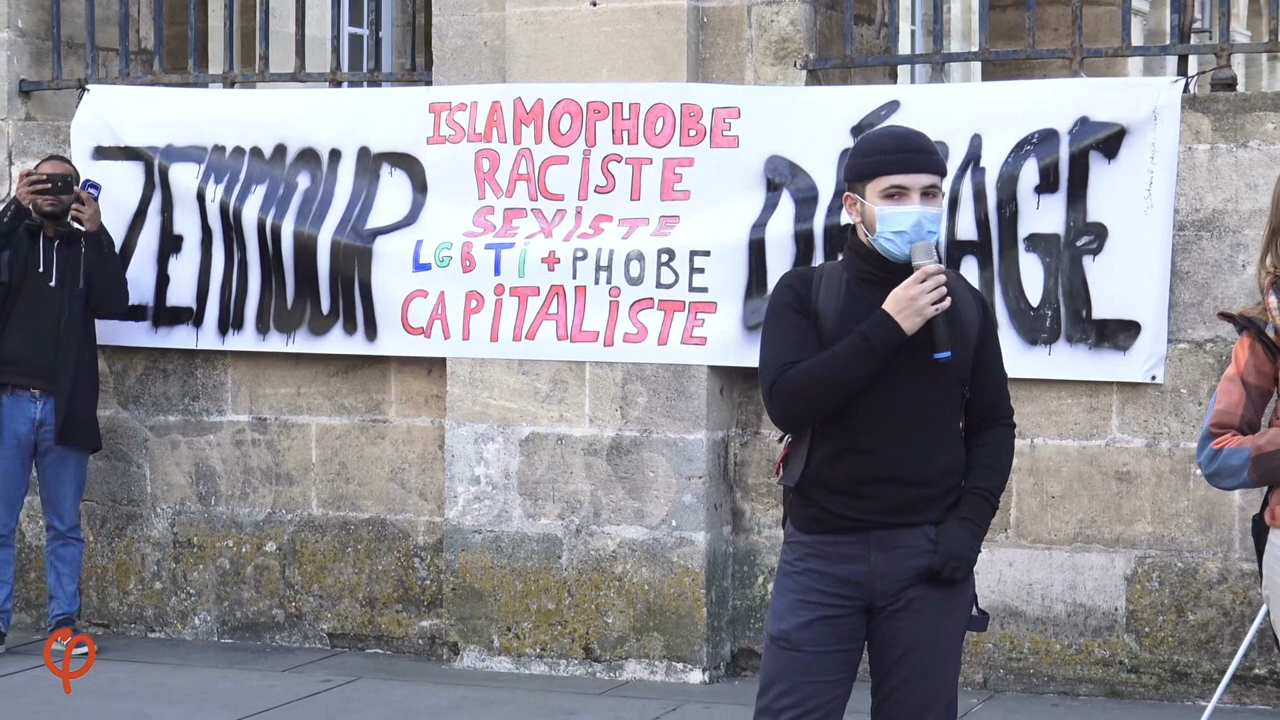 ZEMMOUR
ISLAMOPHOBE
RACISTE
SEXISTE
LGBTi+PHOBE
CAPITALISTE